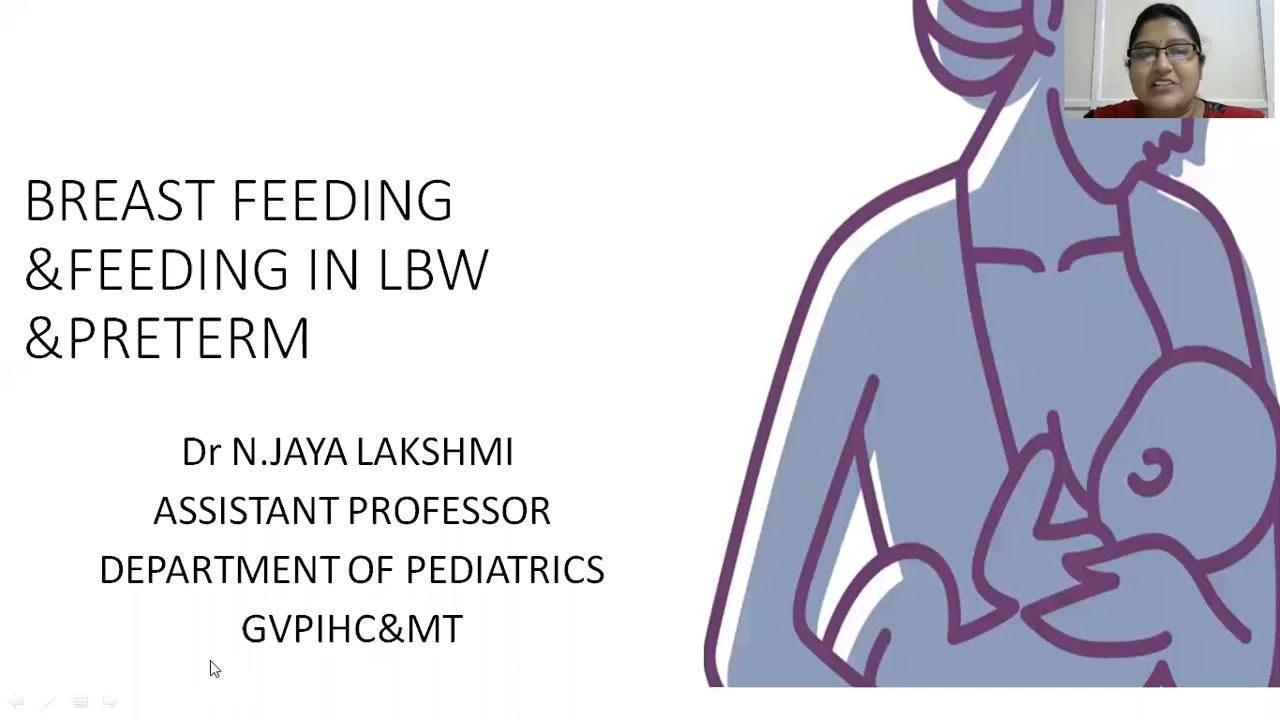 BREAST FEEDING
&FEEDING IN LBW
&PRETERM
Dr N.JAYA LAKSHMI
ASSISTANT PROFESSOR
DEPARTMENT OF PEDIATRICS
GVPIHC&MT